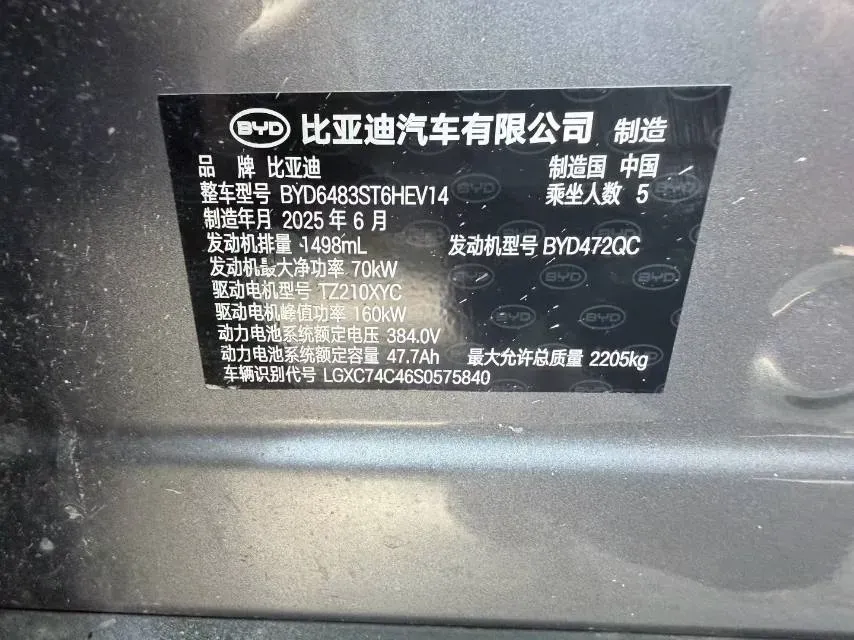 BYD 比亚迪汽车有限公司 制造
品 牌 比亚迪 制造国 中国
整车型号 BYD6483ST6HEV14 乘坐人数 5
制造年月 2025 年 6 月
发动机排量 1498mL 发动机型号 BYD472QC
发动机最大净功率 70kW
驱动电机型号 TZ210XYC
驱动电机峰值功率 160kW
动力电池系统额定电压 384.0V
动力电池系统额定容量 47.7Ah 最大允许总质量 2205kg
车辆识别代号 LGXC74C46S0575840